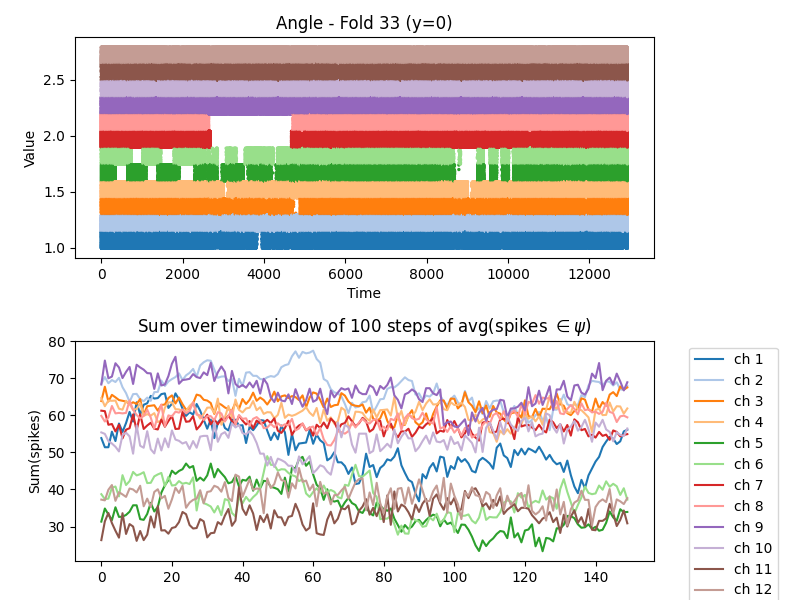 Angle - Fold 33 (y=0)
Value
2.5
2.0
1.5
1.0
0
2000
4000
6000
8000
10000
12000
Time
Sum over timewindow of 100 steps of avg(spikes ∈ ψ)
Sum(spikes)
80
70
60
50
40
30
0
20
40
60
80
100
120
140
ch 1
ch 2
ch 3
ch 4
ch 5
ch 6
ch 7
ch 8
ch 9
ch 10
ch 11
ch 12